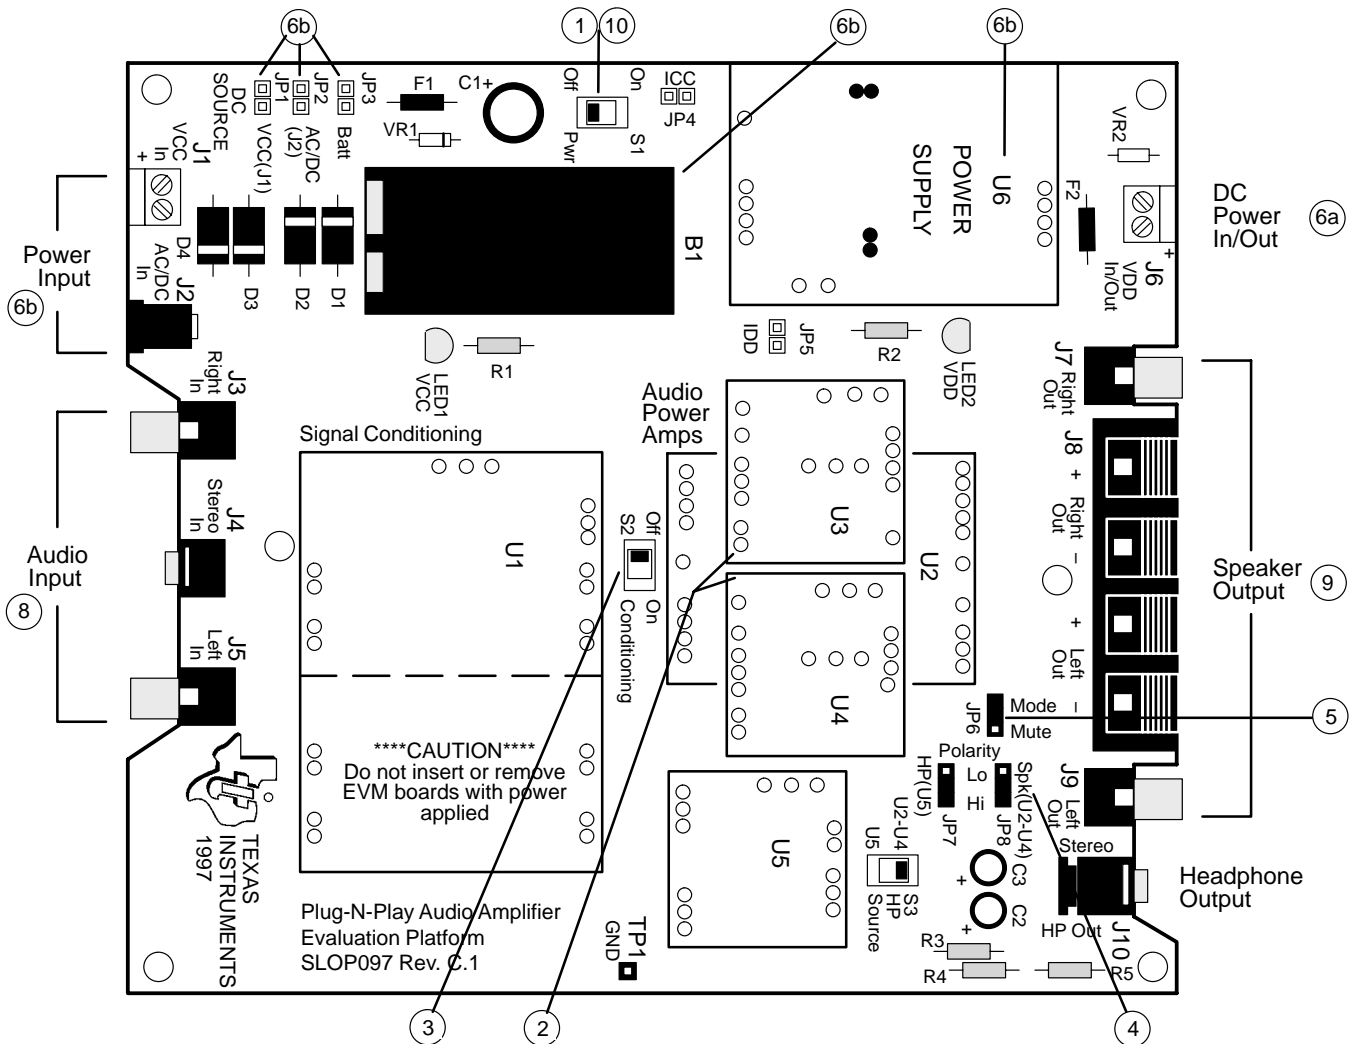 6b
1
10
6b
6b
DC
SOURCE
JP1
VCC(J1)
JP2
AC/DC
(J2)
JP3
Batt
F1
VR1
C1+
Off
On
Pwr
S1
ICC
JP4
POWER
SUPPLY
U6
VR2
F2
J1
VCC
In
+
J6
VDD
In/Out
+
DC
Power
In/Out
6a
Power
Input
6b
D4
AC/DC
In
J2
D3
D2
D1
B1
LED1
VCC
R1
IDD
JP5
R2
LED2
VDD
J3
Right
In
J7
Right
Out
Audio
Power
Amps
Signal Conditioning
J4
Stereo
In
U1
S2
Off
On
Conditioning
U3
U2
U4
J8
+
Right
Out
–
+
Left
Out
–
Audio
Input
8
Speaker
Output
9
J5
Left
In
JP6
Mode
Mute
5
Polarity
HP(U5)
Lo
Hi
JP7
Spk(U2-U4)
JP8
J9
Left
Out
****CAUTION****
Do not insert or remove
EVM boards with power
applied
TEXAS
INSTRUMENTS
1997
U5
U5
U2-U4
S3
HP
Source
C3
+
C2
+
Stereo
HP Out
J10
Headphone
Output
Plug-N-Play Audio Amplifier
Evaluation Platform
SLOP097 Rev. C.1
TP1
GND
R3
R4
R5
3
2
4